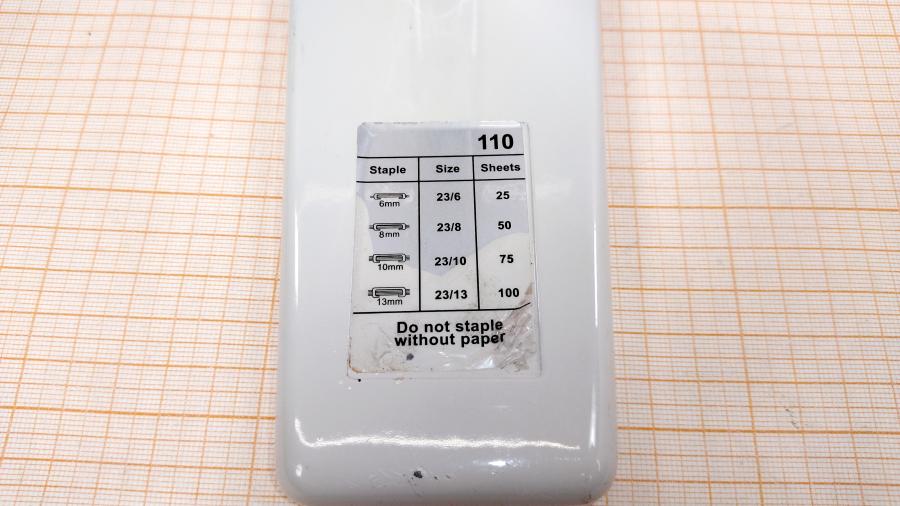 110
Staple Size Sheets
6mm 23/6 25
8mm 23/8 50
10mm 23/10 75
13mm 23/13 100
Do not staple
without paper